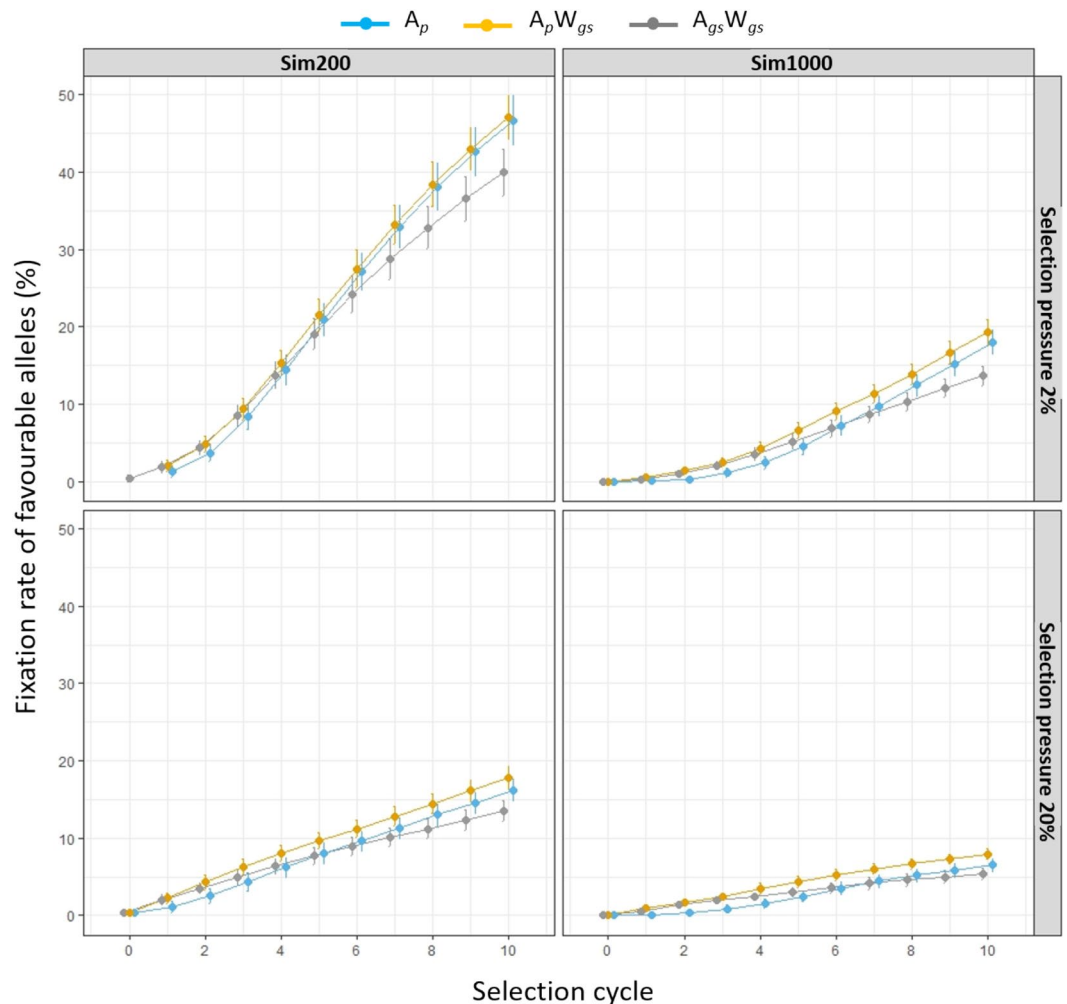 A_p A_pW_gs A_gsW_gs
Sim200 Sim1000
Fixation rate of favourable alleles (%)
50
40
30
20
10
0
Selection pressure 2%
50
40
30
20
10
0
Selection pressure 20%
0 2 4 6 8 10 0 2 4 6 8 10
Selection cycle